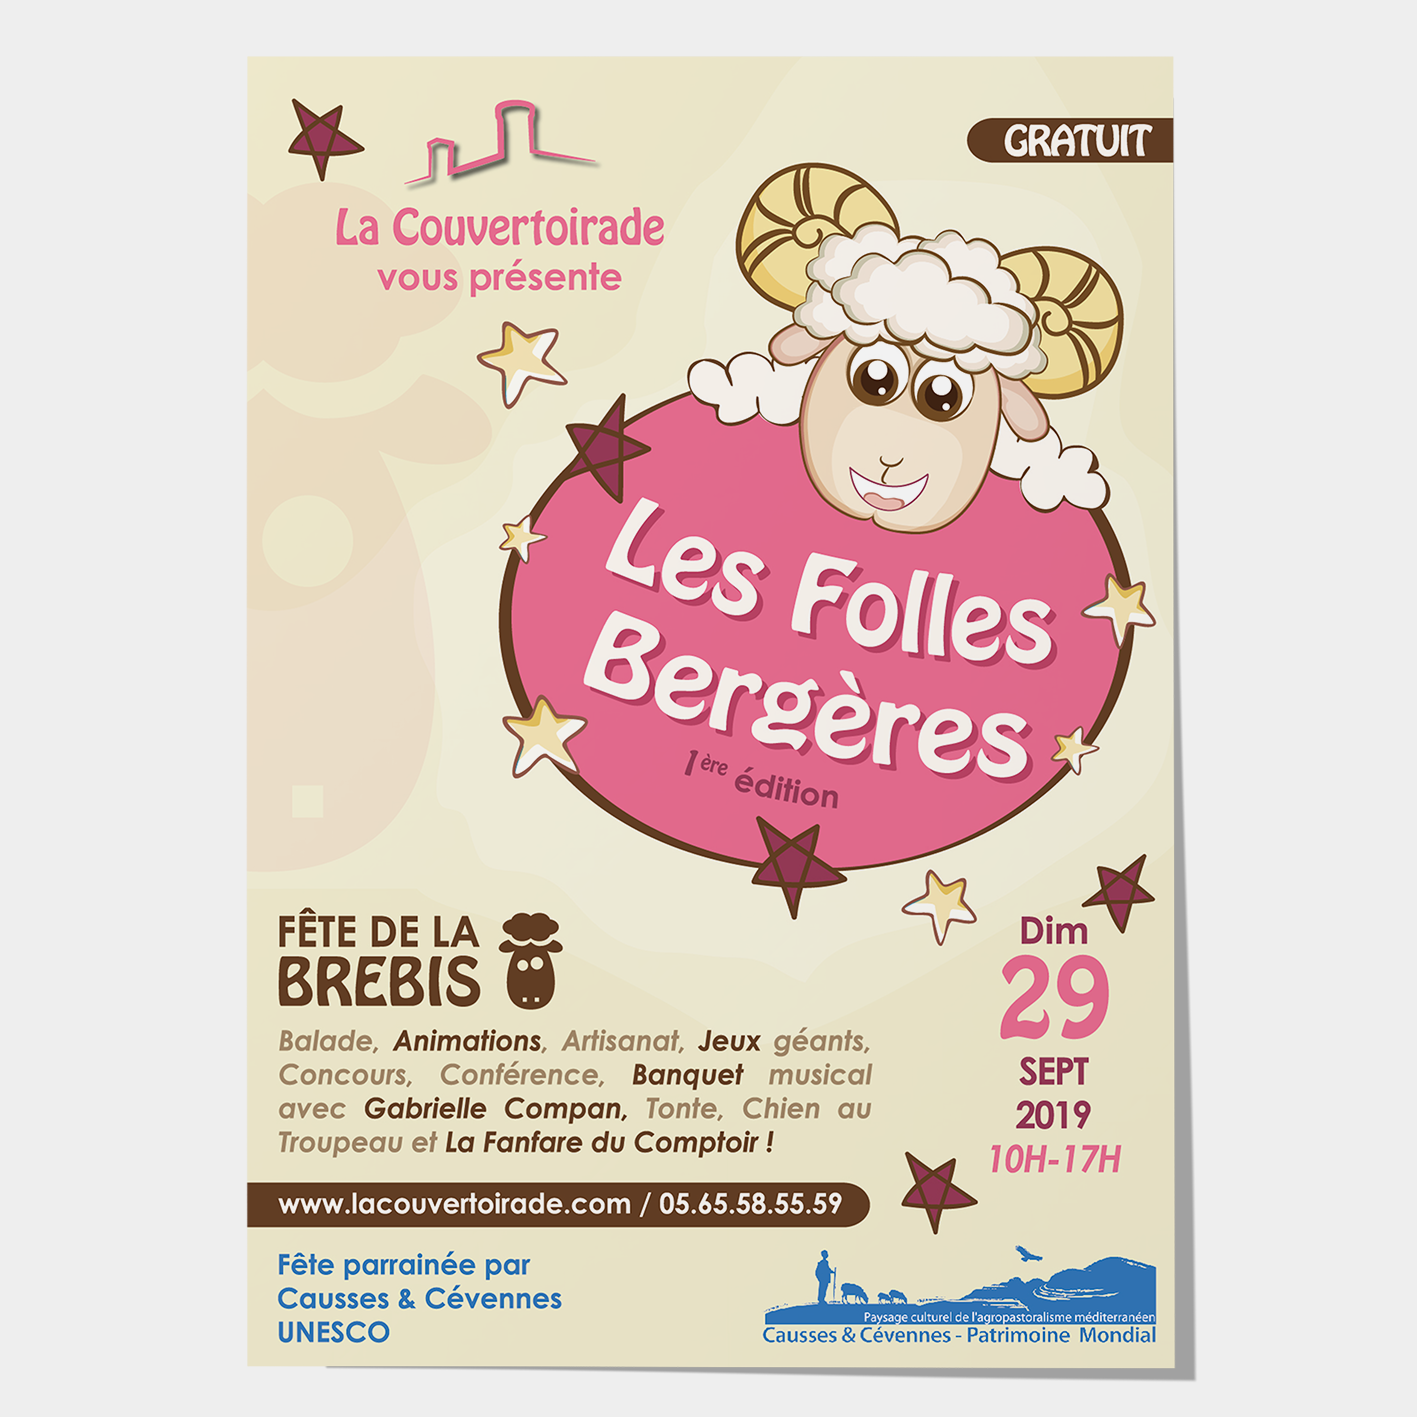 GRATUIT
La Couvertoirade
vous présente
Les Folles
Bergères
1ère édition
FÊTE DE LA
BREBIS
Balade, Animations, Artisanat, Jeux géants,
Concours, Conférence, Banquet musical
avec Gabrielle Compan, Tonte, Chien au
Troupeau et La Fanfare du Comptoir !
Dim
29
SEPT
2019
10H-17H
www.lacouvertoirade.com / 05.65.58.55.59
Fête parrainée par
Causses & Cévennes
UNESCO
Paysage culturel de l'agropastoralisme méditerranéen
Causses & Cévennes - Patrimoine Mondial